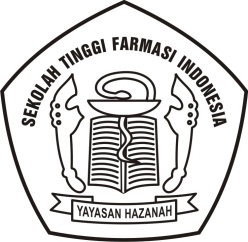 SEKOLAH TINGGI FARMASI INDONESIA
YAYASAN HAZANAH